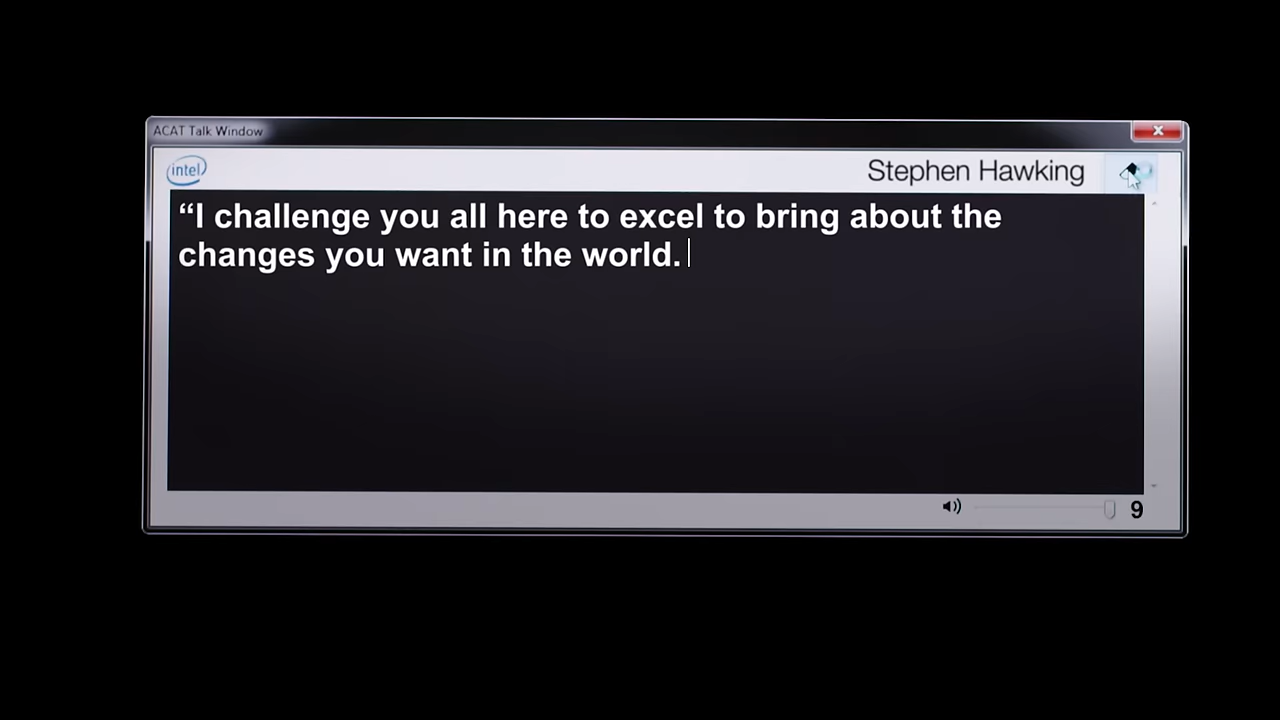 ACAT Talk Window
intel
Stephen Hawking
“I challenge you all here to excel to bring about the
changes you want in the world.
9